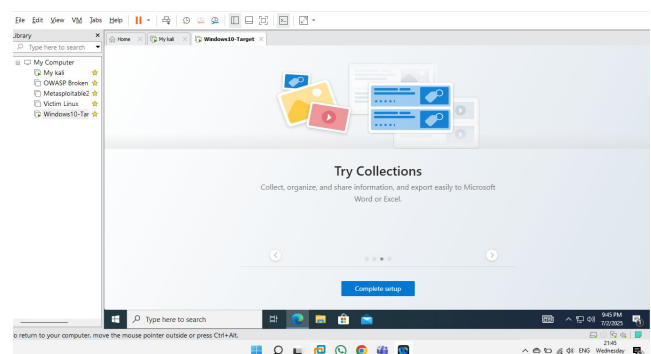 File Edit View VM Tabs Help
Library
Home
My kali
Windows10-Target
Type here to search
My Computer
My kali
OWASP Broken
Metasploitable2
Victim Linux
Windows10-Tar
Try Collections
Collect, organize, and share information, and export easily to Microsoft
Word or Excel.
Complete setup
Type here to search
9:45 PM
7/2/2025
o return to your computer, move the mouse pointer outside or press Ctrl+Alt.
21:45
ENG Wednesday